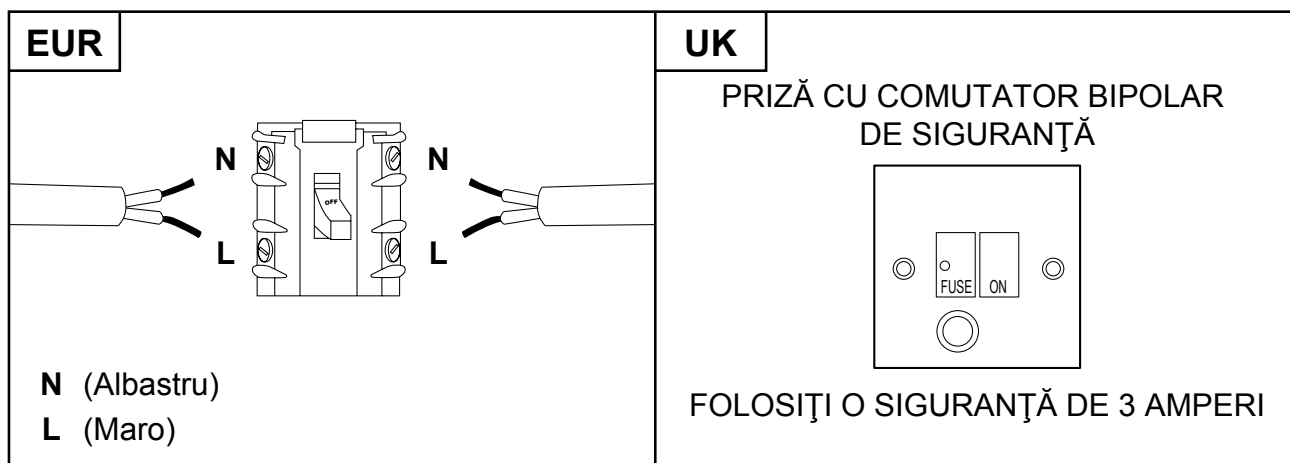 EUR
N
N
OFF
L
L
N (Albastru)
L (Maro)
UK
PRIZĂ CU COMUTATOR BIPOLAR
DE SIGURANŢĂ
FUSE ON
FOLOSIŢI O SIGURANŢĂ DE 3 AMPERI